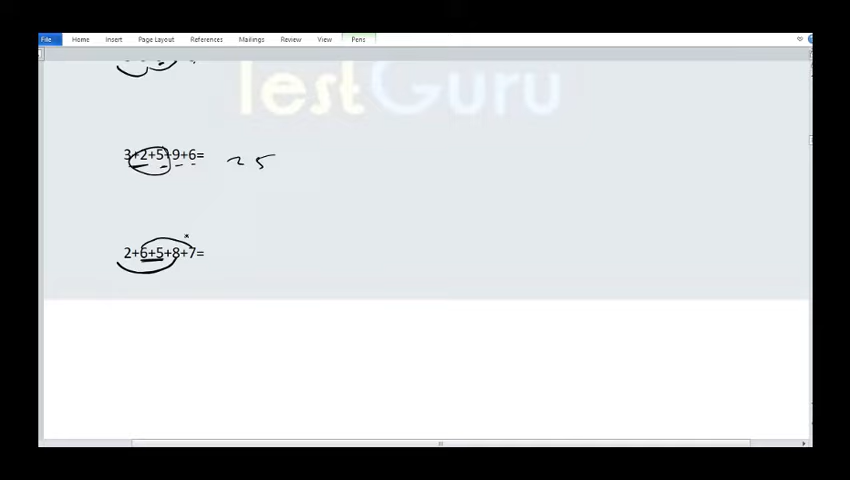 File Home Insert Page Layout References Mailings Review View Pens
TestGuru
3+2+5+9+6= 25
2+6+5+8+7=